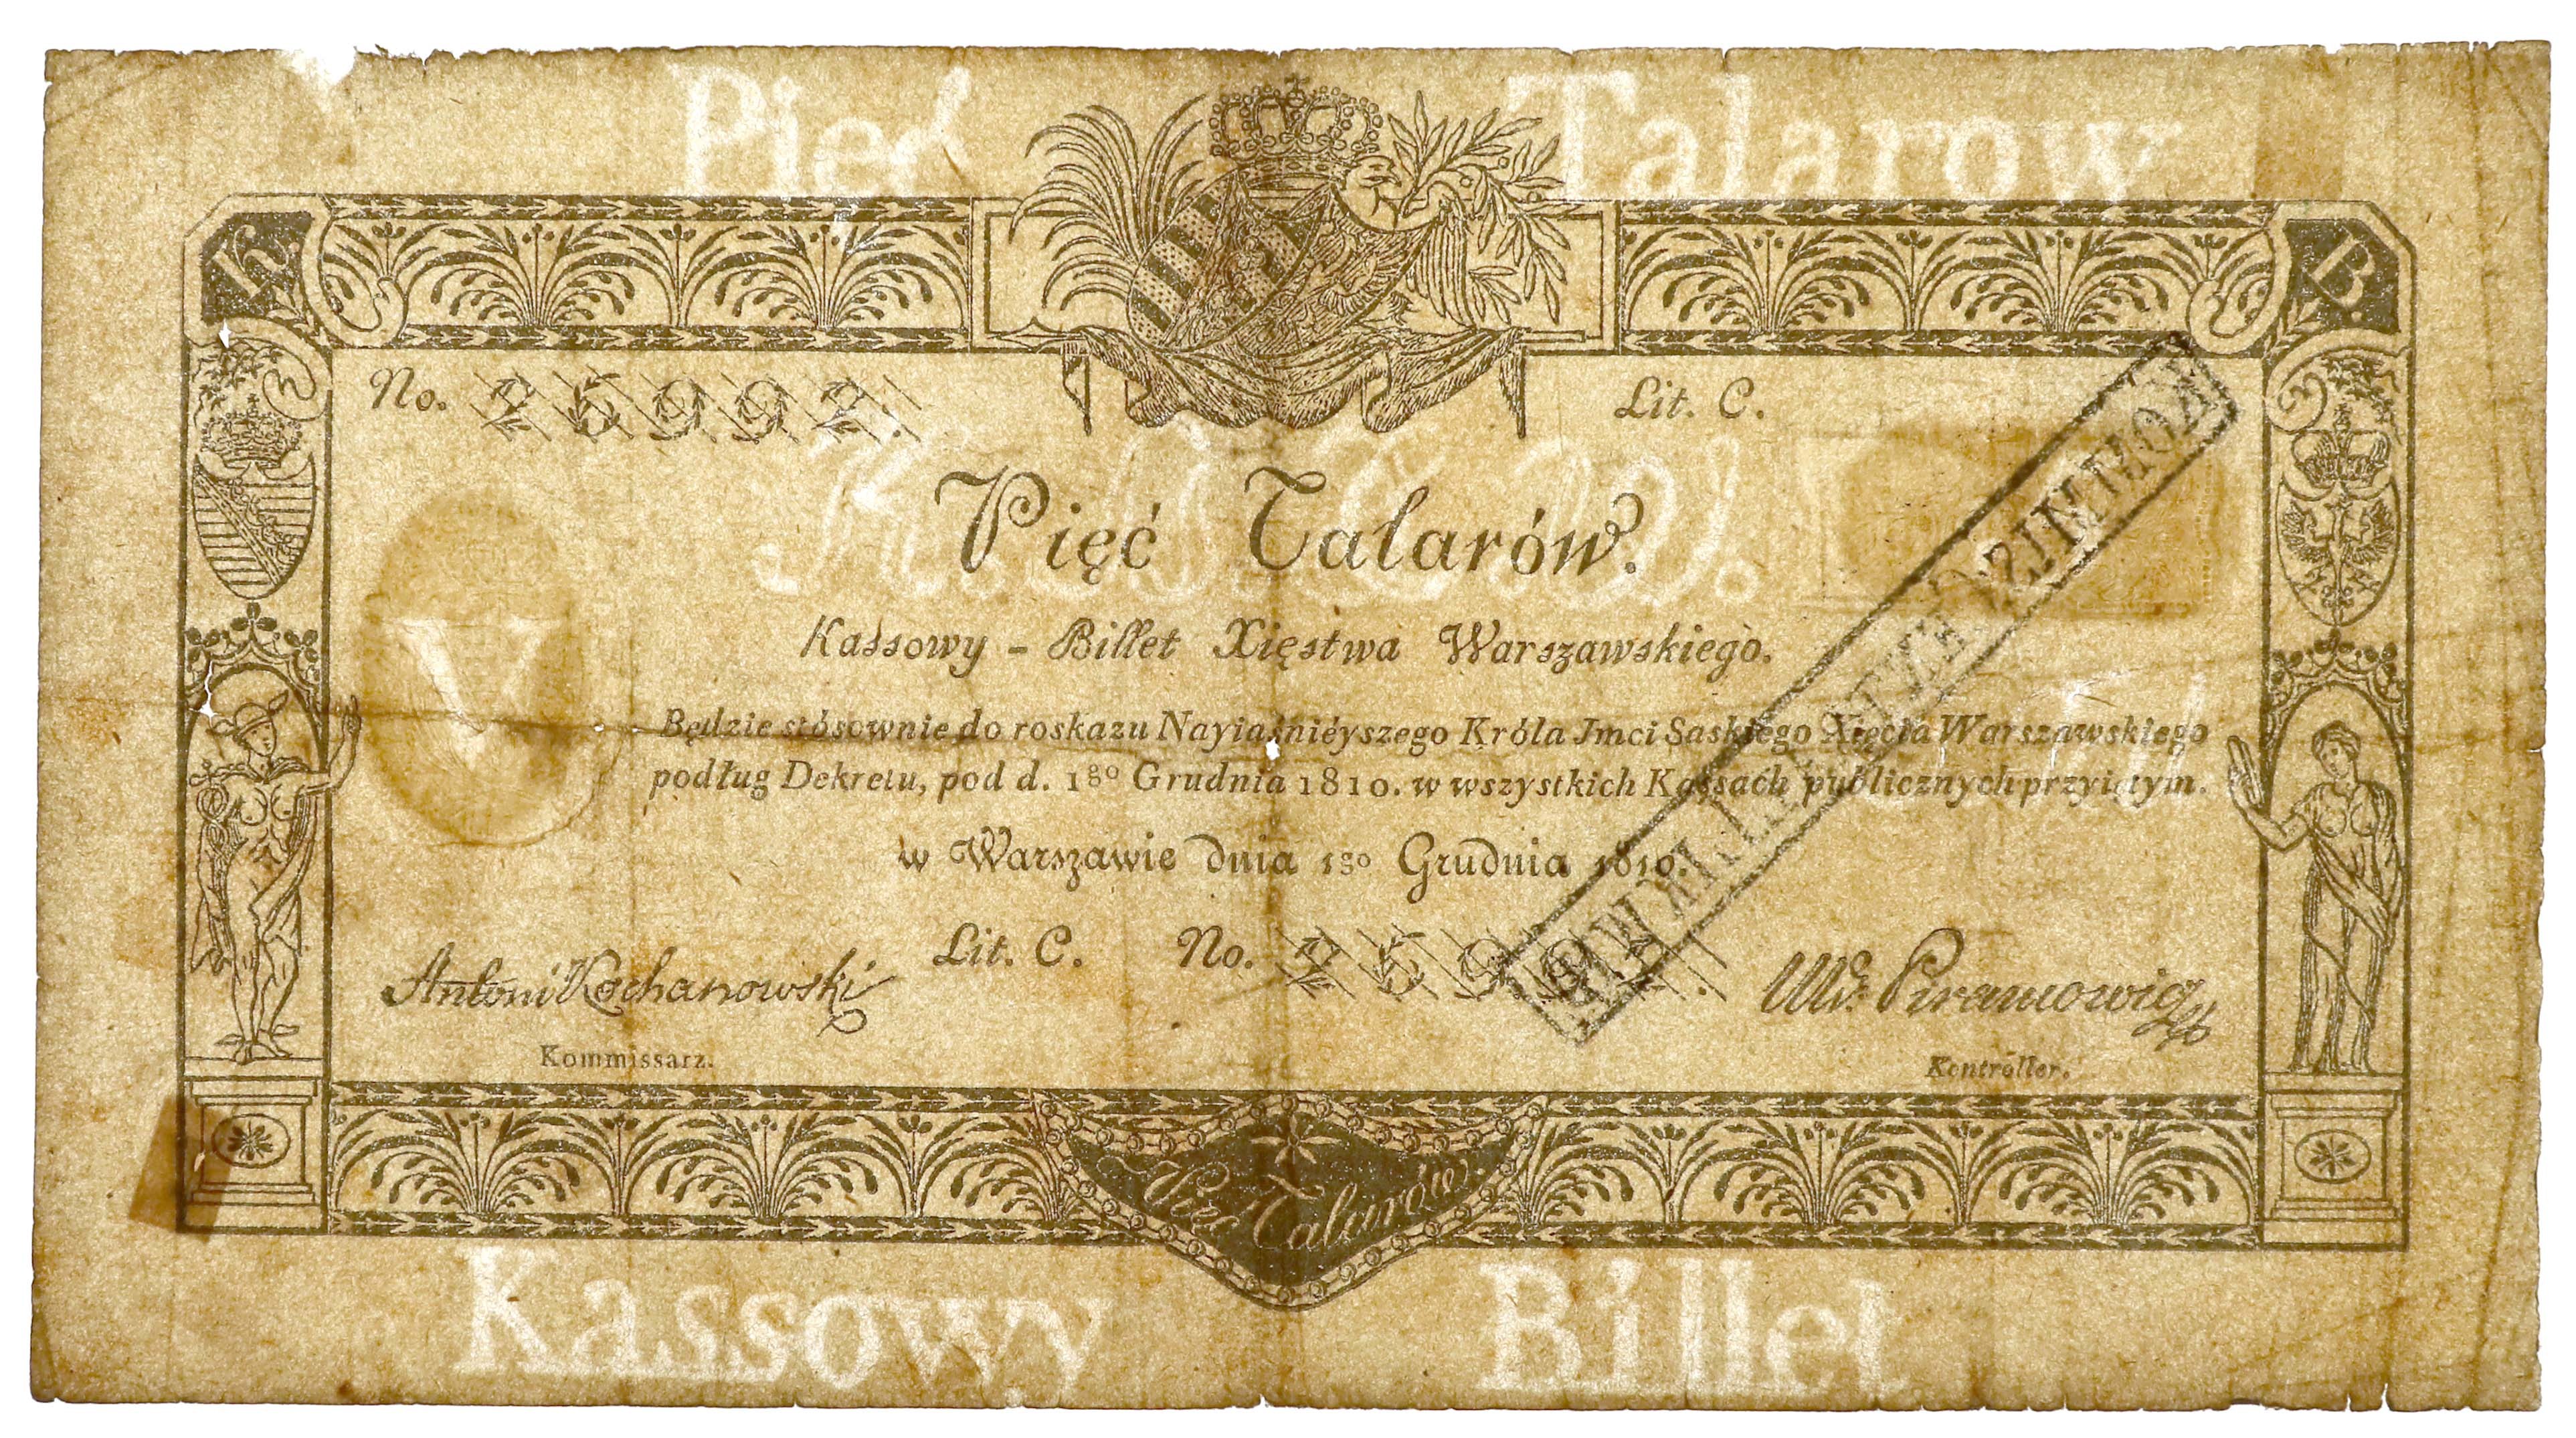 Pięć Talarow
K. B.
No. 25992. Lit. C.
Pięć Talarów.
Kassowy - Billet Xięstwa Warszawskiego.
V
Będzie stósownie do roskazu Nayiaśnieyszego Króla Jmci Saskiego Xięcia Warszawskiego
podług Dekretu, pod d. 1go Grudnia 1810. w wszystkich Kassach publicznych przyiętym.
w Warszawie dnia 1go Grudnia 1810.
Lit. C. No. 25992.
Antoni Kochanowski
Kommissarz. Kontroller.
Pięć Talarów.
Kassowy Billet